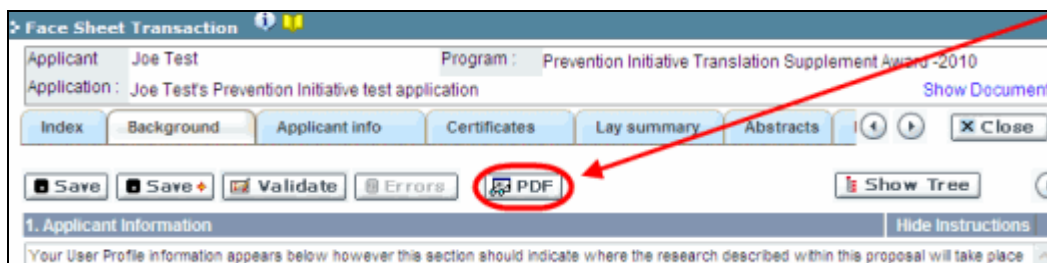 Face Sheet Transaction
Applicant Joe Test Program : Prevention Initiative Translation Supplement Award -2010
Application : Joe Test's Prevention Initiative test application Show Document
Index Background Applicant info Certificates Lay summary Abstracts Close
Save Save Validate Errors PDF Show Tree
1. Applicant Information Hide Instructions
Your User Profile information appears below however this section should indicate where the research described within this proposal will take place